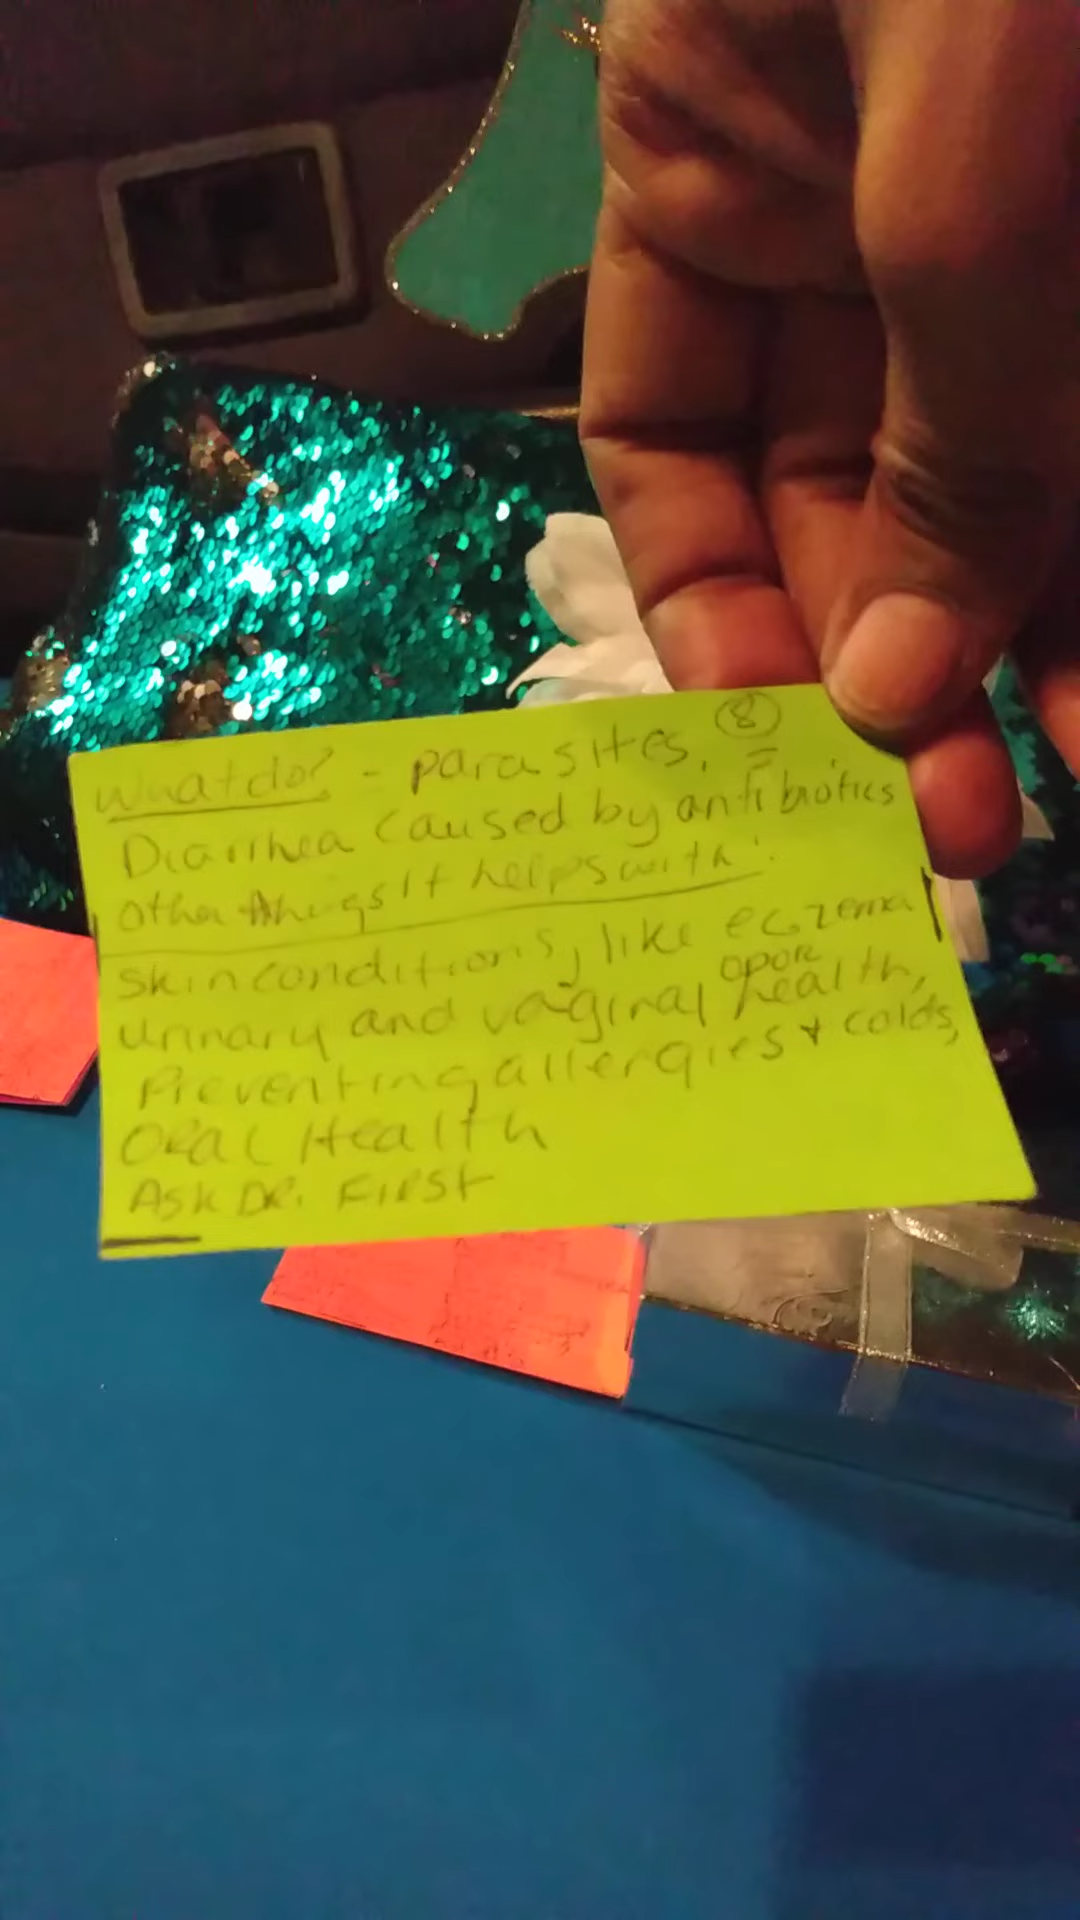 What do? - parasites, 8
Diarrhea caused by antibiotics
Other things it helps with:
skin conditions, like eczema
urinary and vaginal health,
Preventing allergies + colds,
Oral Health
Ask DR. First